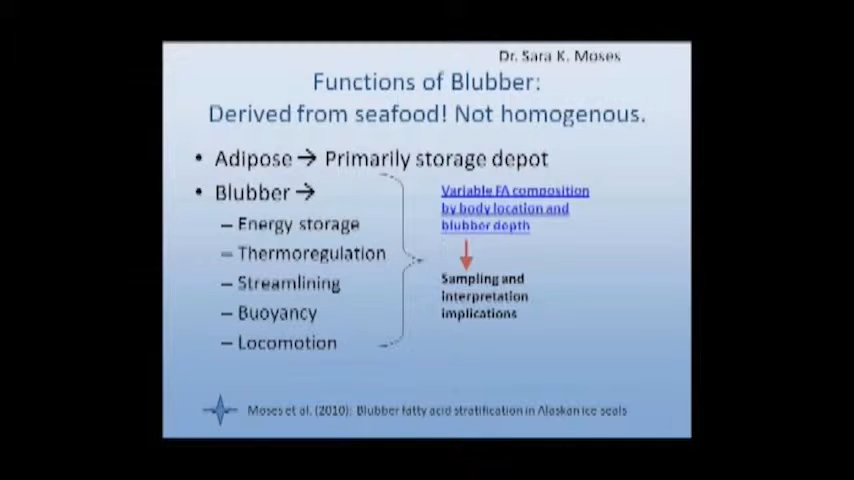 Dr. Sara K. Moses
Functions of Blubber:
Derived from seafood! Not homogenous.
• Adipose → Primarily storage depot
• Blubber →
– Energy storage
– Thermoregulation
– Streamlining
– Buoyancy
– Locomotion
Variable FA composition
by body location and
blubber depth
Sampling and
interpretation
implications
Moses et al. (2010): Blubber fatty acid stratification in Alaskan ice seals